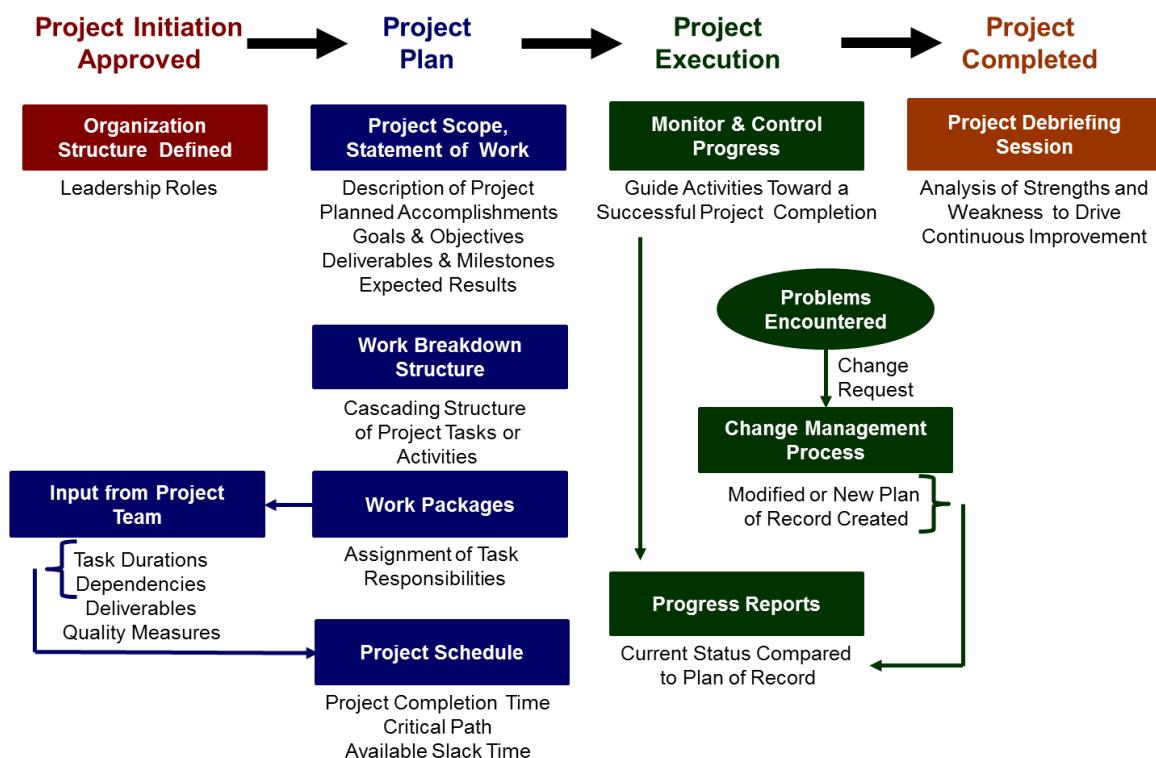 Project Initiation
Approved
Project
Plan
Project
Execution
Project
Completed
Organization
Structure Defined
Leadership Roles
Project Scope,
Statement of Work
Description of Project
Planned Accomplishments
Goals & Objectives
Deliverables & Milestones
Expected Results
Work Breakdown
Structure
Cascading Structure
of Project Tasks or
Activities
Work Packages
Assignment of Task
Responsibilities
Input from Project
Team
Task Durations
Dependencies
Deliverables
Quality Measures
Project Schedule
Project Completion Time
Critical Path
Available Slack Time
Monitor & Control
Progress
Guide Activities Toward a
Successful Project Completion
Problems
Encountered
Change
Request
Change Management
Process
Modified or New Plan
of Record Created
Progress Reports
Current Status Compared
to Plan of Record
Project Debriefing
Session
Analysis of Strengths and
Weakness to Drive
Continuous Improvement